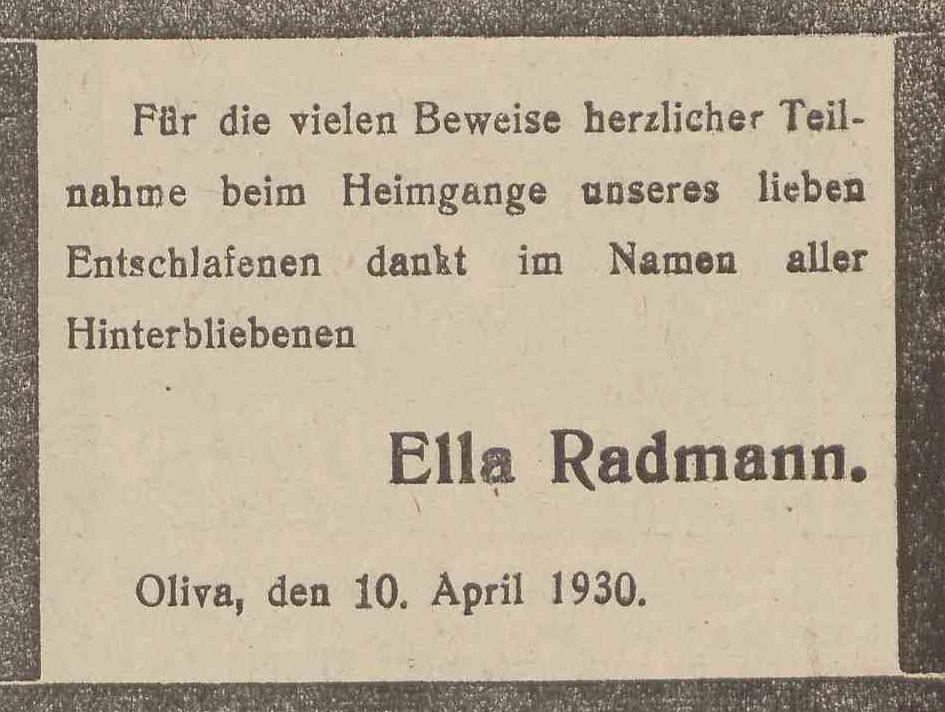 Für die vielen Beweise herzlicher Teil-
nahme beim Heimgange unseres lieben
Entschlafenen dankt im Namen aller
Hinterbliebenen
Ella Radmann.
Oliva, den 10. April 1930.